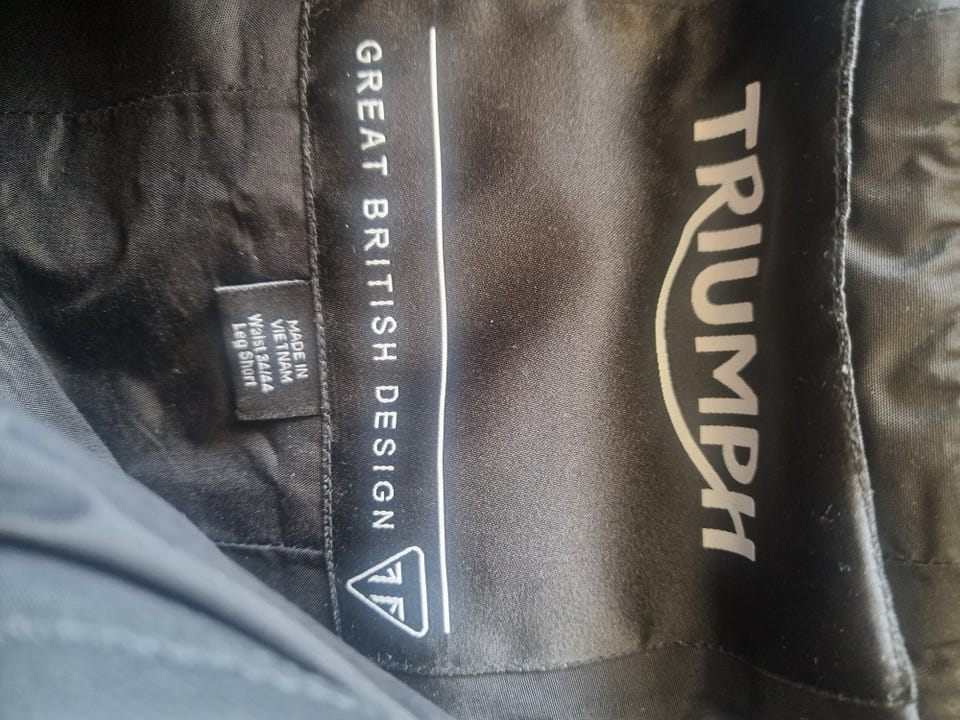 TRIUMPH
GREAT BRITISH DESIGN
MADE IN
VIETNAM
Waist 34/44
Leg Short